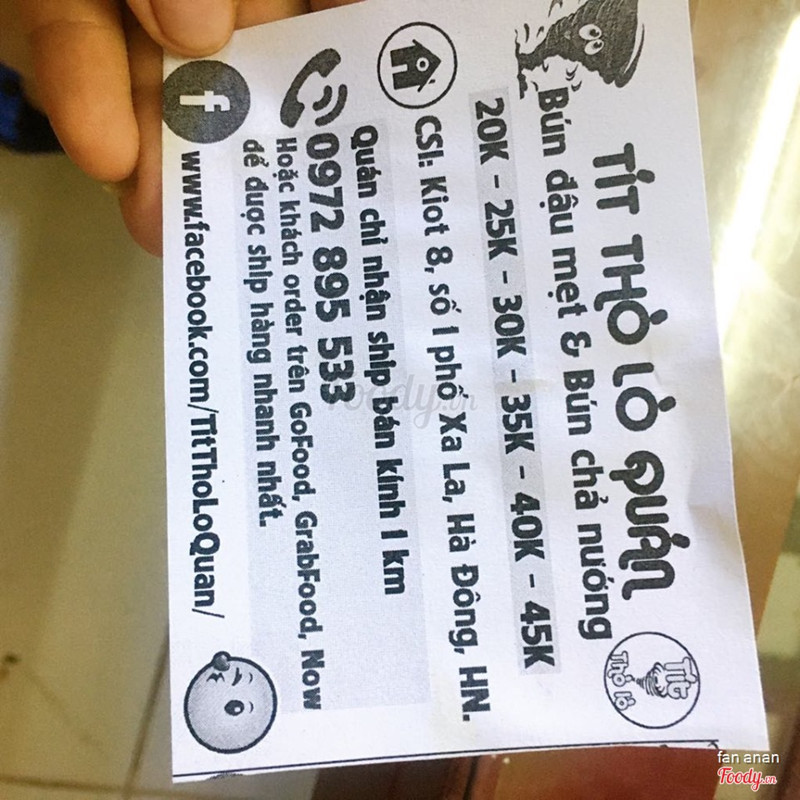 TÍT THÒ LÒ QUÁN
Bún đậu mẹt & Bún chả nướng
20K - 25K - 30K - 35K - 40K - 45K
CS1: Kiot 8, số 1 phố Xa La, Hà Đông, HN.
Quán chỉ nhận ship bán kính 1 km
0972 895 533
Hoặc khách order trên GoFood, GrabFood, Now
để được ship hàng nhanh nhất.
f www.facebook.com/TitThoLoQuan/
Tít
Thò lò
Foody.vn
fan anan
Foody.vn